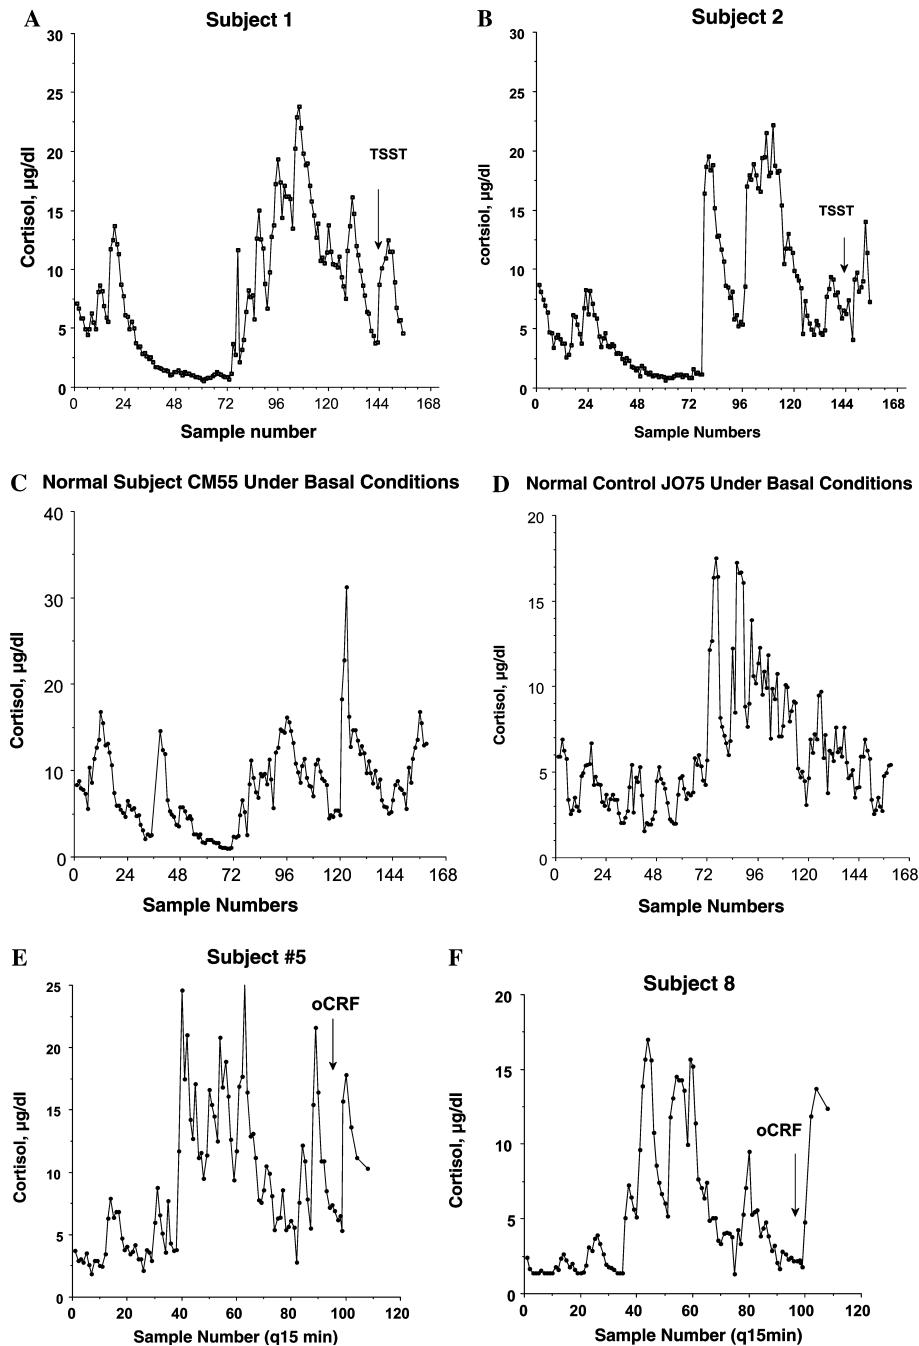 A
Subject 1
30
25
20
15
10
5
0
Cortisol, µg/dl
TSST
0 24 48 72 96 120 144 168
Sample number
B
Subject 2
30
25
20
15
10
5
0
cortsiol, µg/dl
TSST
0 24 48 72 96 120 144 168
Sample Numbers
C Normal Subject CM55 Under Basal Conditions
40
30
20
10
0
Cortisol, µg/dl
0 24 48 72 96 120 144 168
Sample Numbers
D Normal Control JO75 Under Basal Conditions
20
15
10
5
0
Cortisol, µg/dl
0 24 48 72 96 120 144 168
Sample Numbers
E
Subject #5
25
20
15
10
5
0
Cortisol, µg/dl
oCRF
0 20 40 60 80 100 120
Sample Number (q15 min)
F
Subject 8
20
15
10
5
0
Cortisol, µg/dl
oCRF
0 20 40 60 80 100 120
Sample Number (q15min)